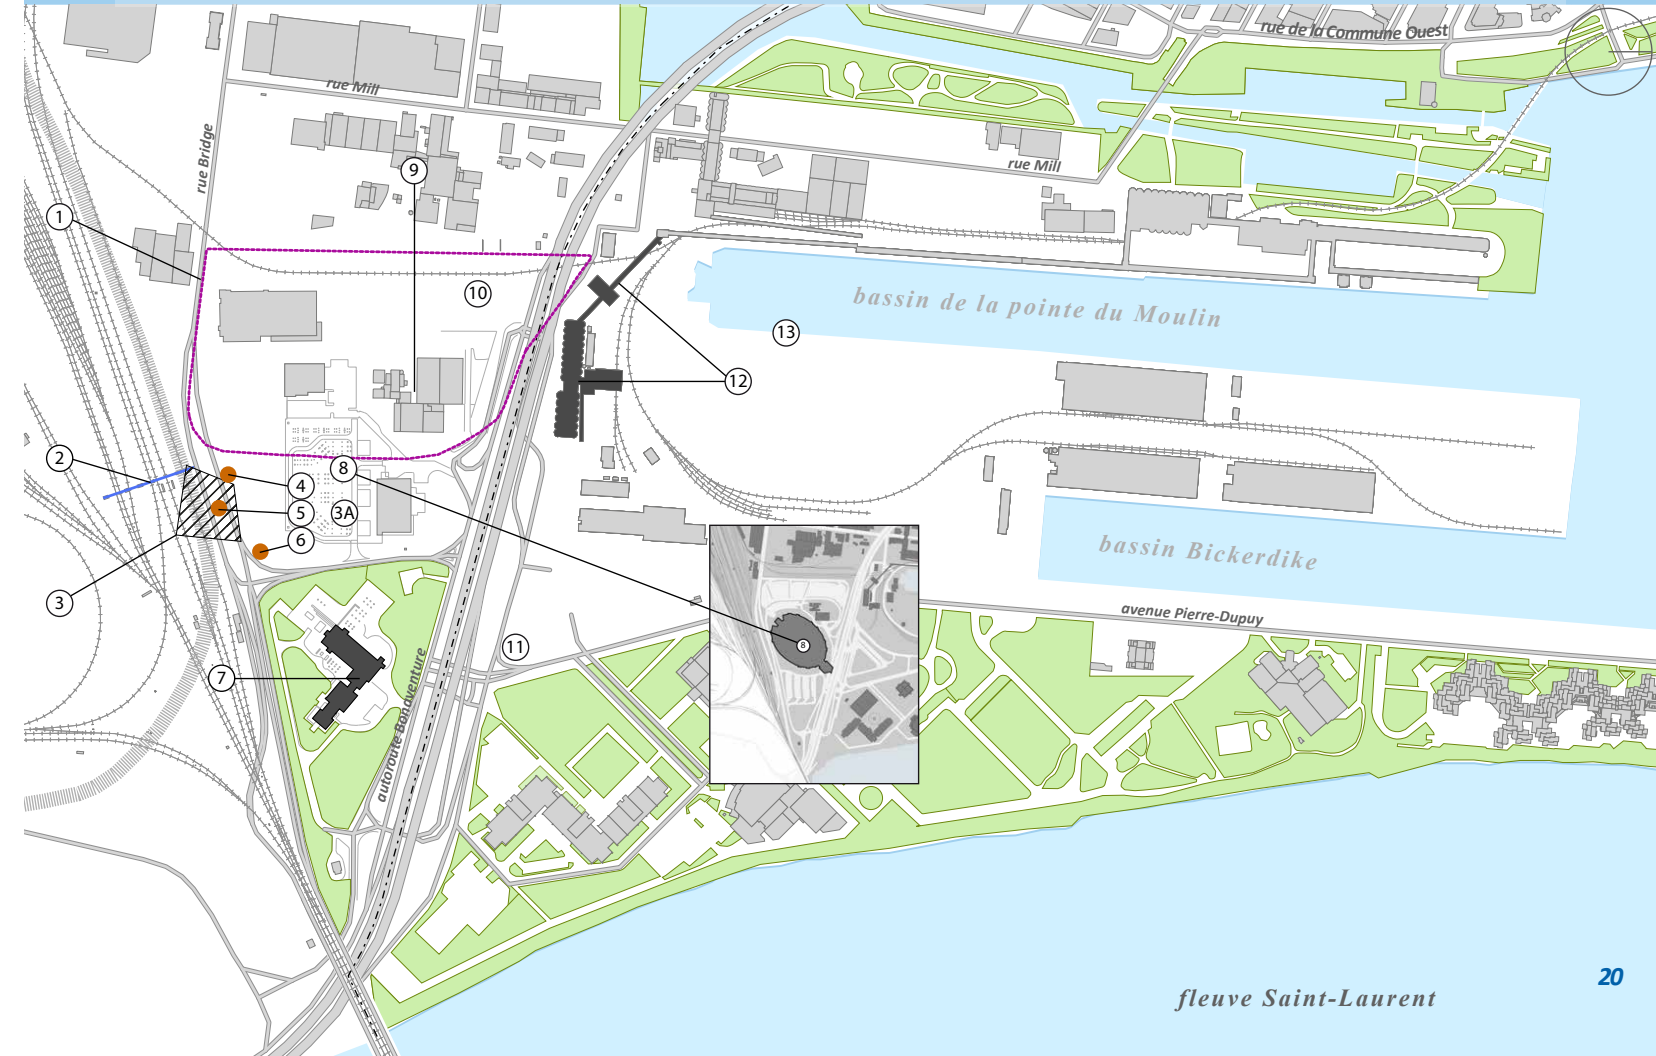 rue de la Commune Ouest
rue Mill
rue Bridge
rue Mill
9
1
10
bassin de la pointe du Moulin
13
12
2
8
4
5
3A
6
bassin Bickerdike
3
avenue Pierre-Dupuy
11
8
7
autoroute Bonaventure
20
fleuve Saint-Laurent